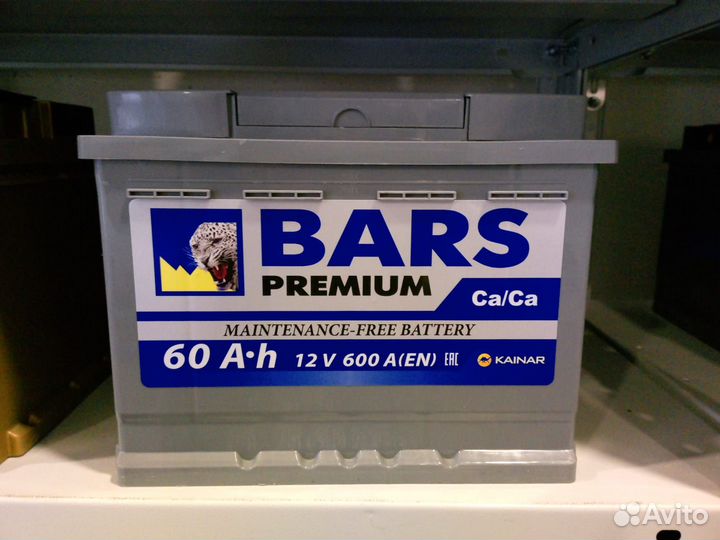 BARS
PREMIUM
Ca/Ca
MAINTENANCE-FREE BATTERY
60 A•h 12 V 600 A(EN) EAC KAINAR
Avito